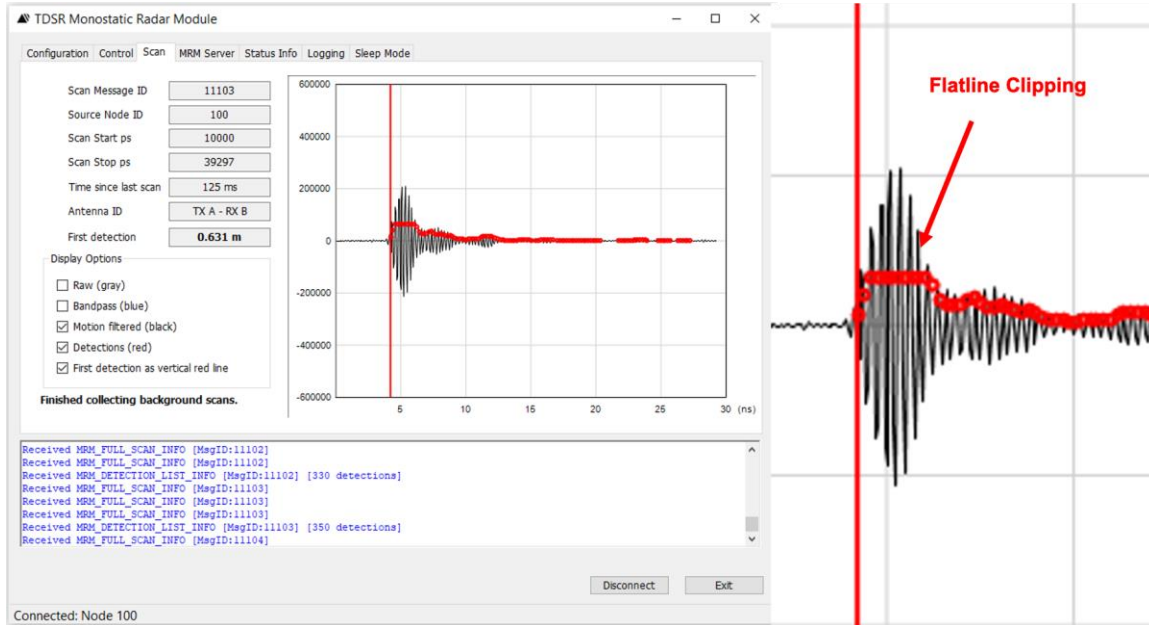 TDSR Monostatic Radar Module
Configuration Control Scan MRM Server Status Info Logging Sleep Mode
Scan Message ID 11103
Source Node ID 100
Scan Start ps 10000
Scan Stop ps 39297
Time since last scan 125 ms
Antenna ID TX A - RX B
First detection 0.631 m
Display Options
Raw (gray)
Bandpass (blue)
Motion filtered (black)
Detections (red)
First detection as vertical red line
Finished collecting background scans.
600000
400000
200000
0
-200000
-400000
-600000
5 10 15 20 25 30 (ns)
Flatline Clipping
Received MRM_FULL_SCAN_INFO [MsgID:11102]
Received MRM_FULL_SCAN_INFO [MsgID:11102]
Received MRM_DETECTION_LIST_INFO [MsgID:11102] [330 detections]
Received MRM_FULL_SCAN_INFO [MsgID:11103]
Received MRM_FULL_SCAN_INFO [MsgID:11103]
Received MRM_FULL_SCAN_INFO [MsgID:11103]
Received MRM_DETECTION_LIST_INFO [MsgID:11103] [350 detections]
Received MRM_FULL_SCAN_INFO [MsgID:11104]
Disconnect Exit
Connected: Node 100